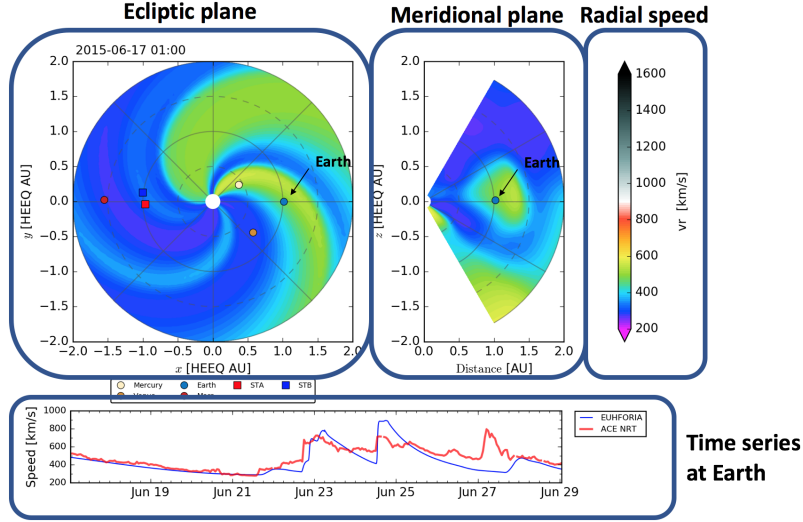 Ecliptic plane
Meridional plane
Radial speed
2015-06-17 01:00
2.0
1.5
1.0
0.5
0.0
−0.5
−1.0
−1.5
−2.0
y [HEEQ AU]
−2.0 −1.5 −1.0 −0.5 0.0 0.5 1.0 1.5 2.0
x [HEEQ AU]
Earth
2.0
1.5
1.0
0.5
0.0
−0.5
−1.0
−1.5
−2.0
z [HEEQ AU]
0.0 0.5 1.0 1.5 2.0
Distance [AU]
Earth
1600
1400
1200
1000
800
600
400
200
vr [km/s]
Mercury Earth STA STB
Venus Mars
1000
800
600
400
200
Speed [km/s]
Jun 19 Jun 21 Jun 23 Jun 25 Jun 27 Jun 29
EUHFORIA
ACE NRT
Time series
at Earth